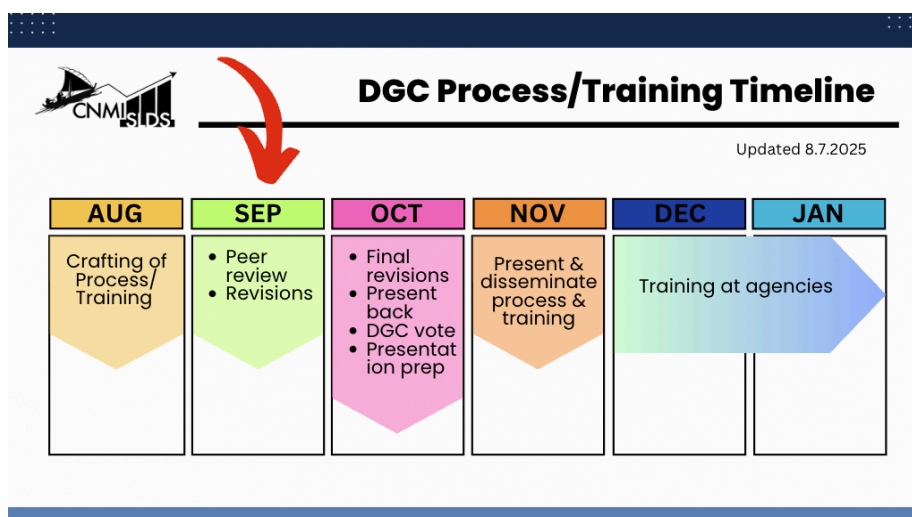 CNMI
SLDS
DGC Process/Training Timeline
Updated 8.7.2025
AUG
SEP
OCT
NOV
DEC
JAN
Crafting of
Process/
Training
• Peer
review
• Revisions
• Final
revisions
• Present
back
• DGC vote
• Presentat
ion prep
Present &
disseminate
process &
training
Training at agencies